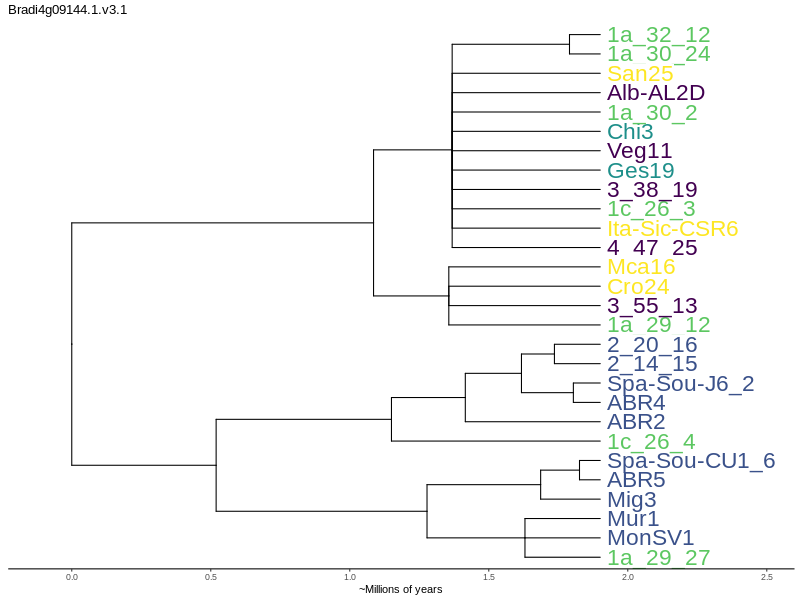 Bradi4g09144.1.v3.1
1a_32_12
1a_30_24
San25
Alb-AL2D
1a_30_2
Chi3
Veg11
Ges19
3_38_19
1c_26_3
Ita-Sic-CSR6
4_47_25
Mca16
Cro24
3_55_13
1a_29_12
2_20_16
2_14_15
Spa-Sou-J6_2
ABR4
ABR2
1c_26_4
Spa-Sou-CU1_6
ABR5
Mig3
Mur1
MonSV1
1a_29_27
0.0 0.5 1.0 1.5 2.0 2.5
~Millions of years